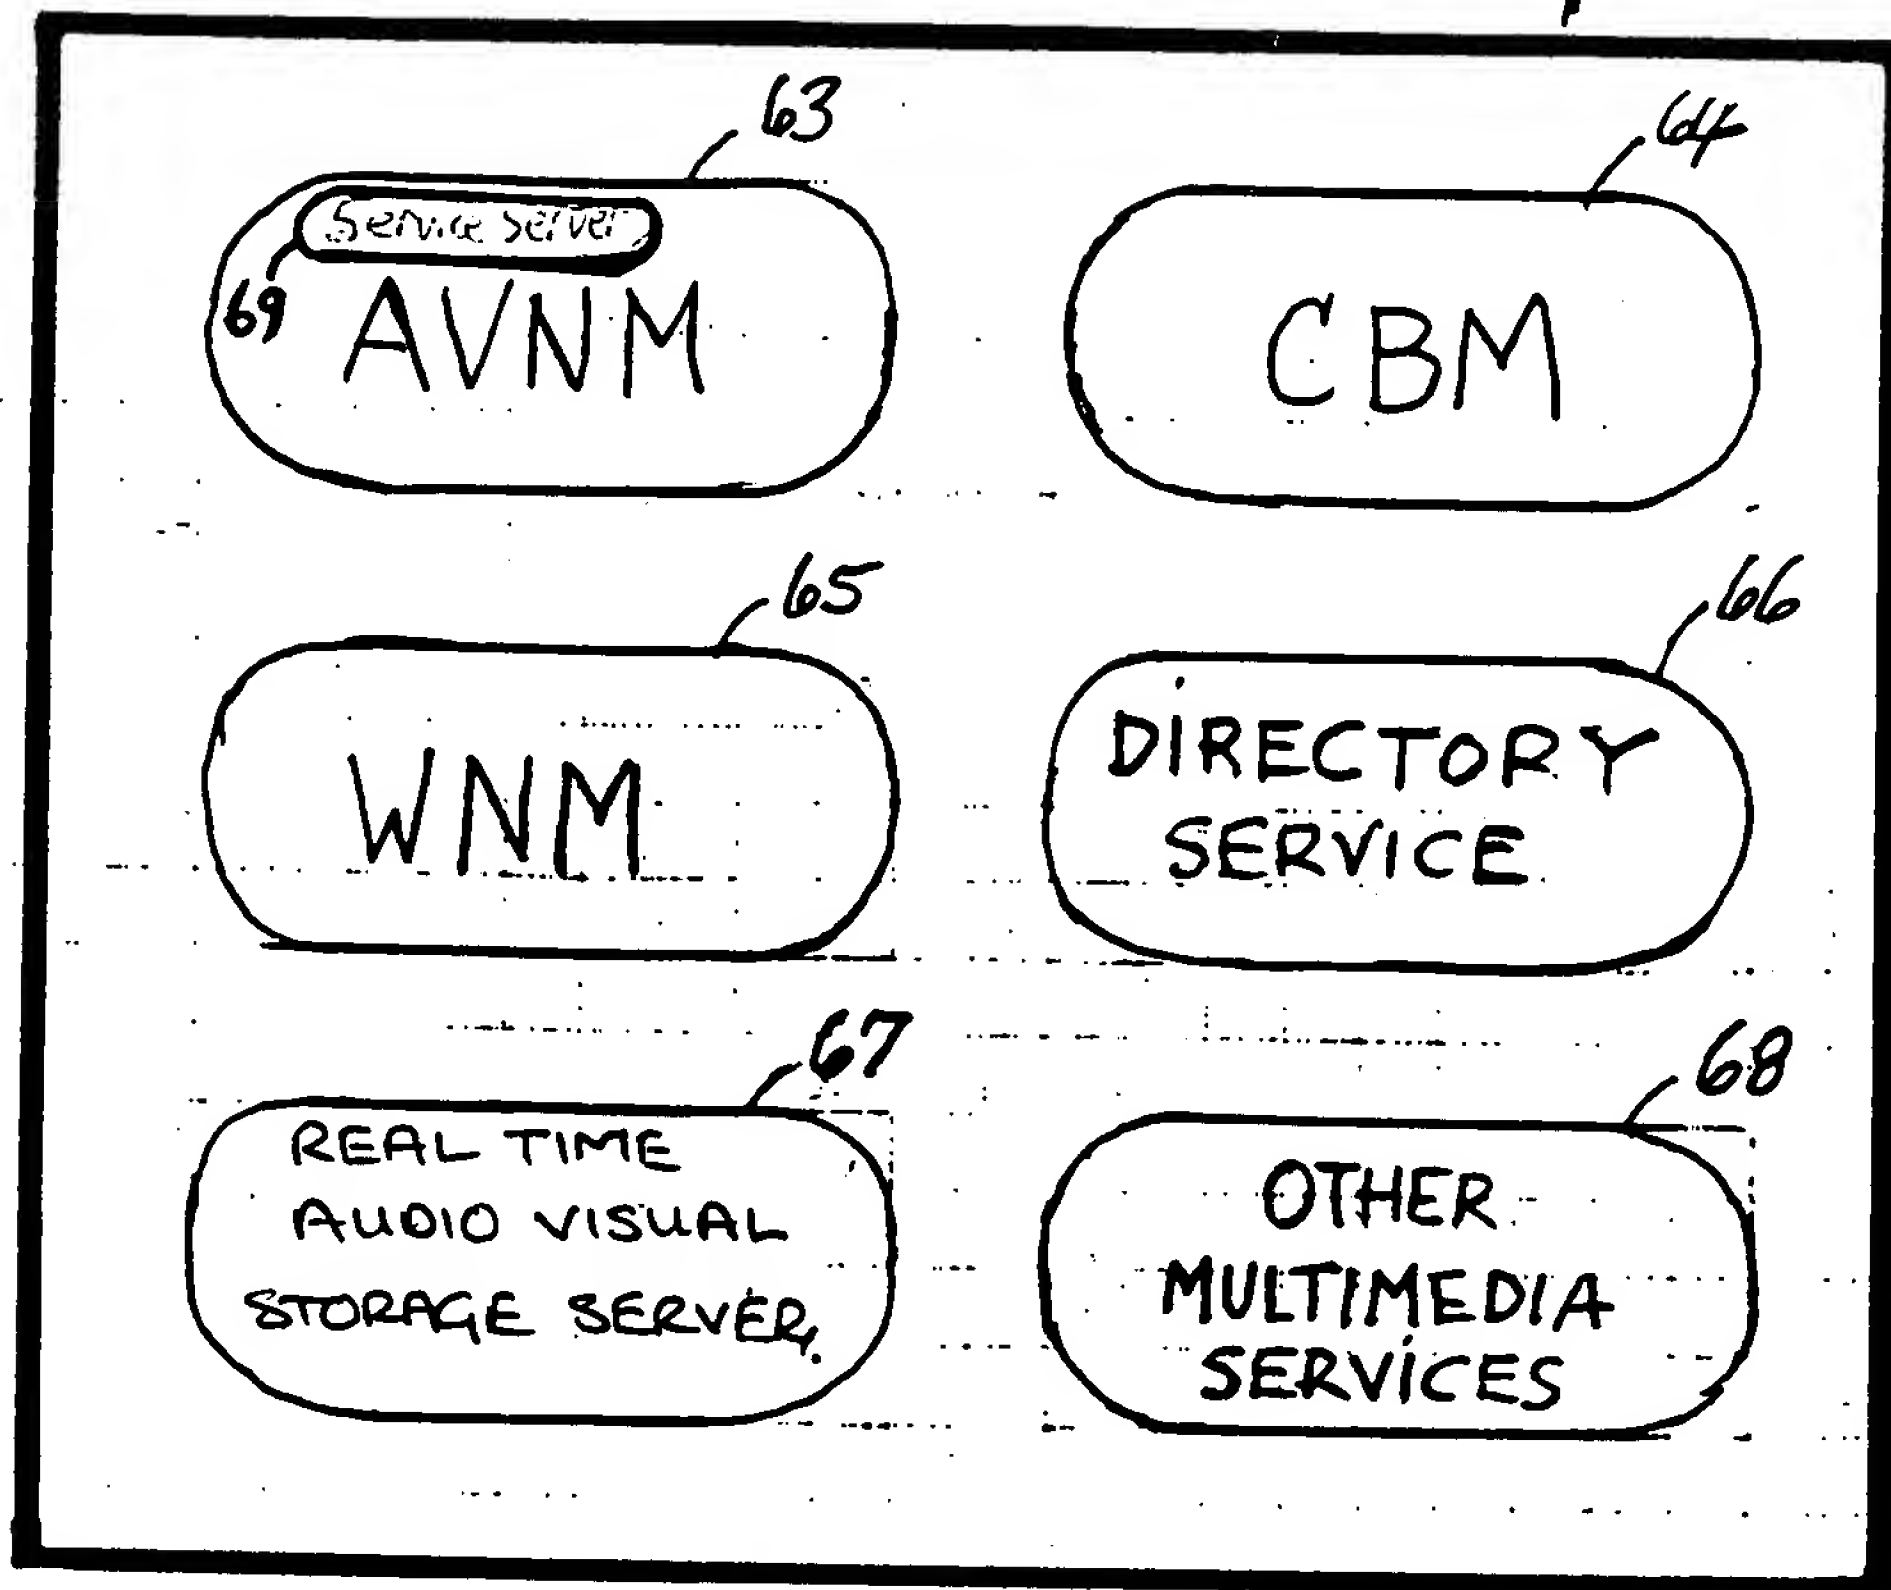 63
64
Service Server
69
AVNM
CBM
65
66
WNM
DIRECTORY
SERVICE
67
68
REAL TIME
AUDIO VISUAL
STORAGE SERVER.
OTHER
MULTIMEDIA
SERVICES